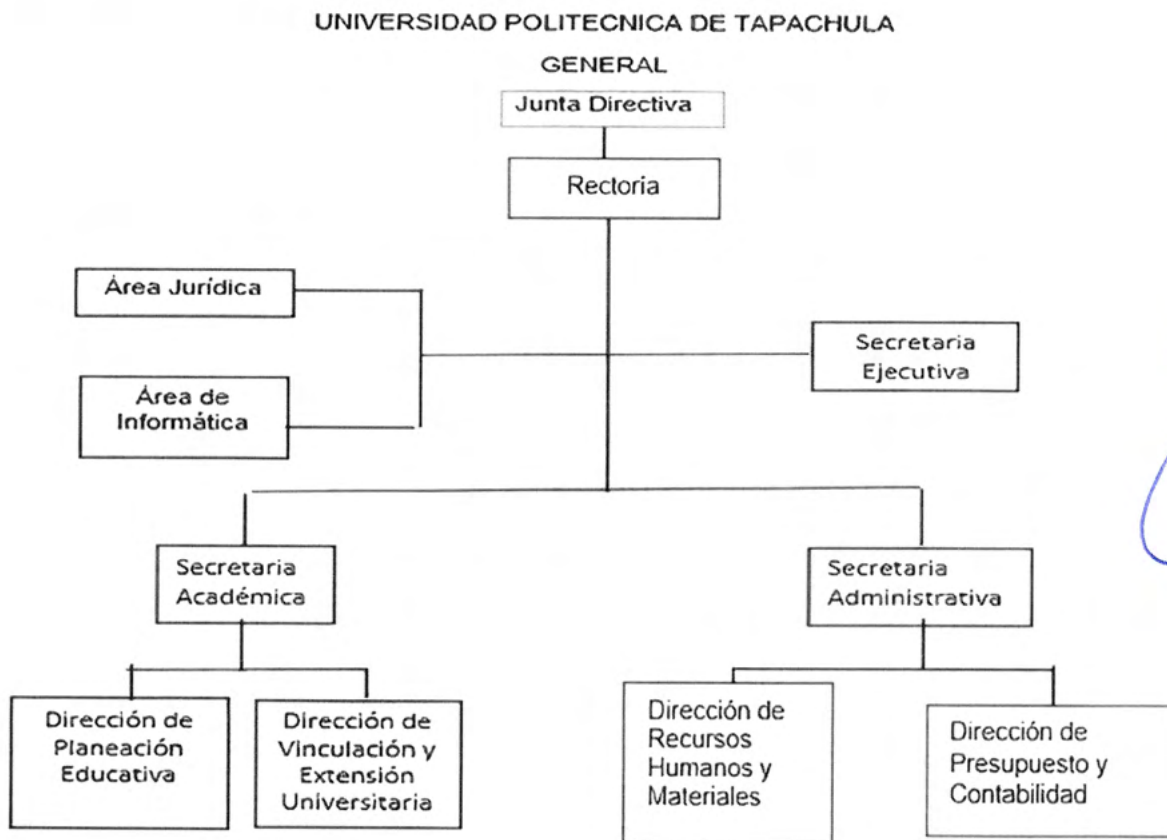 UNIVERSIDAD POLITECNICA DE TAPACHULA
GENERAL
Junta Directiva
Rectoria
Área Jurídica
Secretaria
Ejecutiva
Área de
Informática
Secretaria
Académica
Secretaria
Administrativa
Dirección de
Planeación
Educativa
Dirección de
Vinculación y
Extensión
Universitaria
Dirección de
Recursos
Humanos y
Materiales
Dirección de
Presupuesto y
Contabilidad